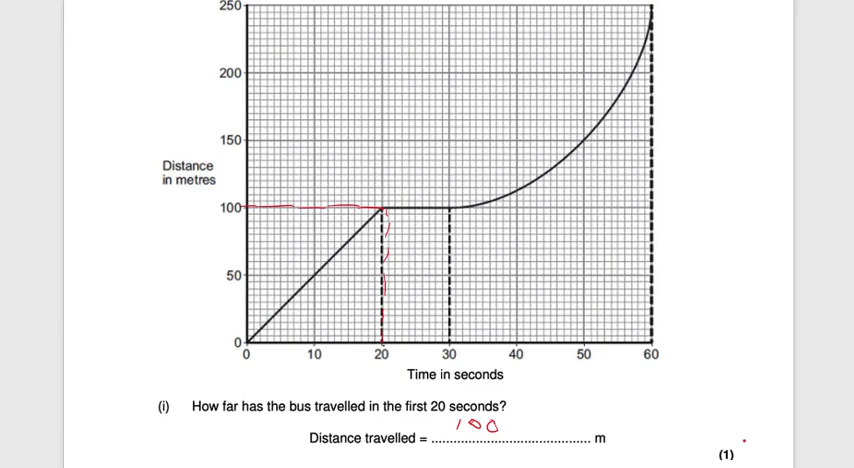 250
200
150
Distance
in metres
100
50
0
0 10 20 30 40 50 60
Time in seconds
(i) How far has the bus travelled in the first 20 seconds?
100
Distance travelled = .......................................... m
(1)